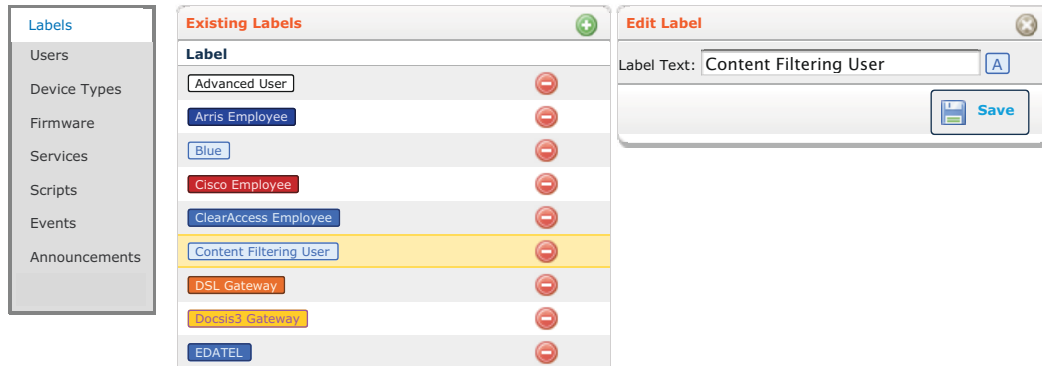 Labels
Users
Device Types
Firmware
Services
Scripts
Events
Announcements
Existing Labels
Label
Advanced User
Arris Employee
Blue
Cisco Employee
ClearAccess Employee
Content Filtering User
DSL Gateway
Docsis3 Gateway
EDATEL
Edit Label
Label Text: Content Filtering User A
Save